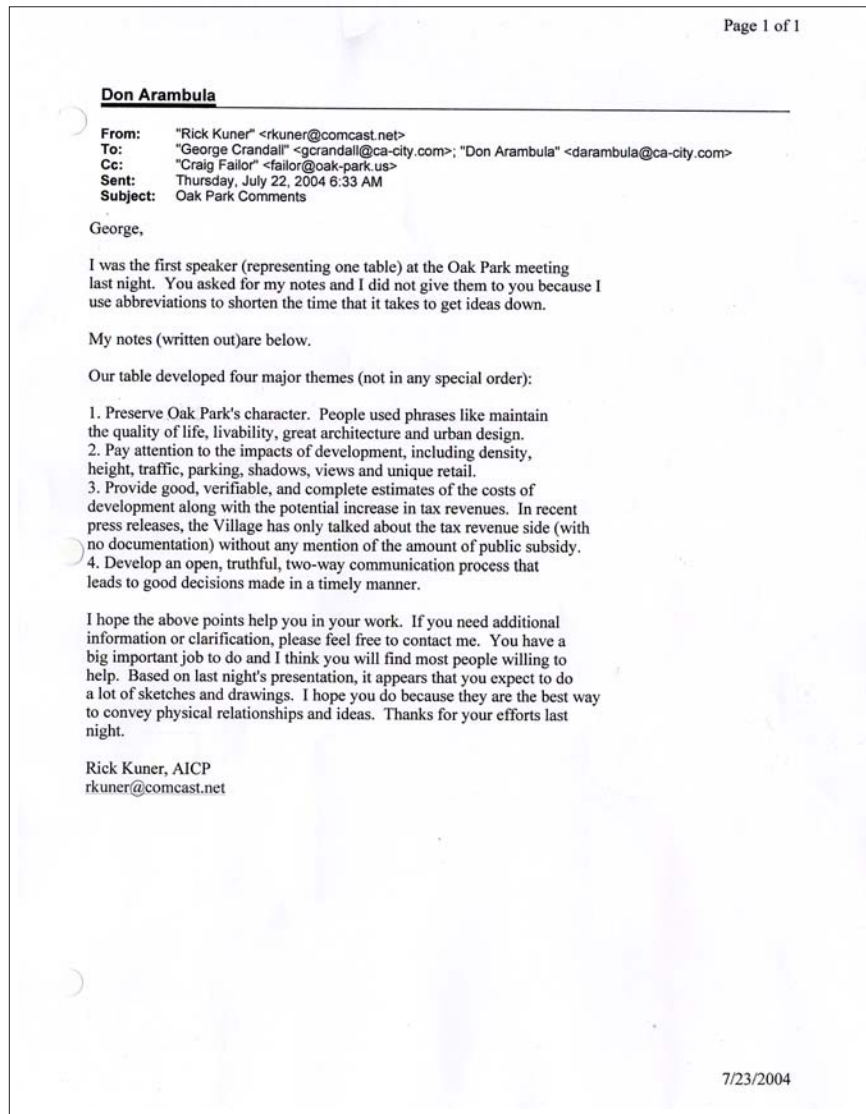 Page 1 of 1
Don Arambula
From: "Rick Kuner" <rkuner@comcast.net>
To: "George Crandall" <gcrandall@ca-city.com>; "Don Arambula" <darambula@ca-city.com>
Cc: "Craig Failor" <failor@oak-park.us>
Sent: Thursday, July 22, 2004 6:33 AM
Subject: Oak Park Comments
George,
I was the first speaker (representing one table) at the Oak Park meeting
last night. You asked for my notes and I did not give them to you because I
use abbreviations to shorten the time that it takes to get ideas down.
My notes (written out)are below.
Our table developed four major themes (not in any special order):
1. Preserve Oak Park's character. People used phrases like maintain
the quality of life, livability, great architecture and urban design.
2. Pay attention to the impacts of development, including density,
height, traffic, parking, shadows, views and unique retail.
3. Provide good, verifiable, and complete estimates of the costs of
development along with the potential increase in tax revenues. In recent
press releases, the Village has only talked about the tax revenue side (with
no documentation) without any mention of the amount of public subsidy.
4. Develop an open, truthful, two-way communication process that
leads to good decisions made in a timely manner.
I hope the above points help you in your work. If you need additional
information or clarification, please feel free to contact me. You have a
big important job to do and I think you will find most people willing to
help. Based on last night's presentation, it appears that you expect to do
a lot of sketches and drawings. I hope you do because they are the best way
to convey physical relationships and ideas. Thanks for your efforts last
night.
Rick Kuner, AICP
rkuner@comcast.net
7/23/2004